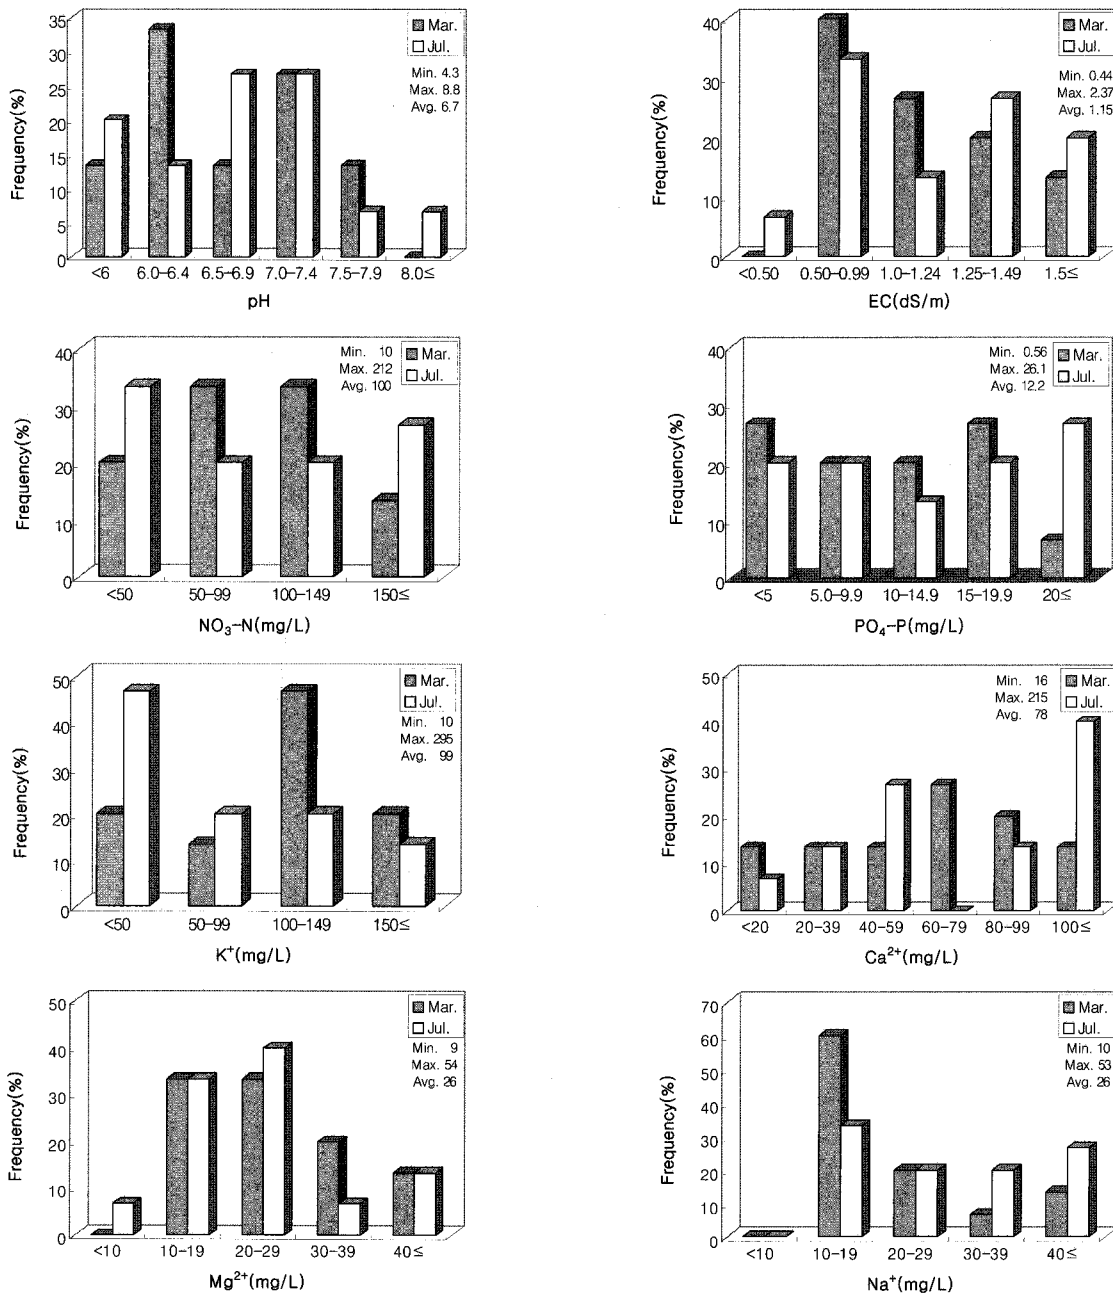 35
30
25
20
15
10
5
0
Frequency(%)
Mar.
Jul.
Min. 4.3
Max. 8.8
Avg. 6.7
<6 6.0-6.4 6.5-6.9 7.0-7.4 7.5-7.9 8.0≤
pH
40
30
20
10
0
Frequency(%)
Mar.
Jul.
Min. 0.44
Max. 2.37
Avg. 1.15
<0.50 0.50-0.99 1.0-1.24 1.25-1.49 1.5≤
EC(dS/m)
40
30
20
10
0
Frequency(%)
Min. 10
Max. 212
Avg. 100
Mar.
Jul.
<50 50-99 100-149 150≤
NO₃-N(mg/L)
40
30
20
10
0
Frequency(%)
Min. 0.56
Max. 26.1
Avg. 12.2
Mar.
Jul.
<5 5.0-9.9 10-14.9 15-19.9 20≤
PO₄-P(mg/L)
50
40
30
20
10
0
Frequency(%)
Mar.
Jul.
Min. 10
Max. 295
Avg. 99
<50 50-99 100-149 150≤
K⁺(mg/L)
50
40
30
20
10
0
Frequency(%)
Min. 16
Max. 215
Avg. 78
Mar.
Jul.
<20 20-39 40-59 60-79 80-99 100≤
Ca²⁺(mg/L)
50
40
30
20
10
0
Frequency(%)
Mar.
Jul.
Min. 9
Max. 54
Avg. 26
<10 10-19 20-29 30-39 40≤
Mg²⁺(mg/L)
70
60
50
40
30
20
10
0
Frequency(%)
Mar.
Jul.
Min. 10
Max. 53
Avg. 26
<10 10-19 20-29 30-39 40≤
Na⁺(mg/L)